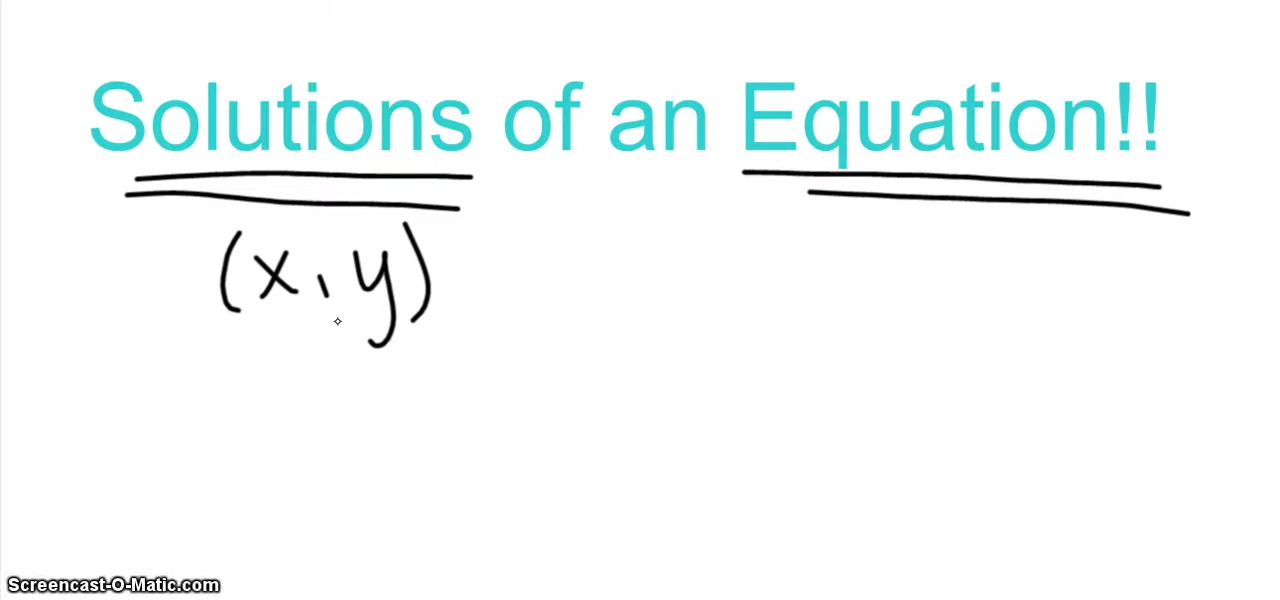 Solutions of an Equation!!
(x, y)
Screencast-O-Matic.com